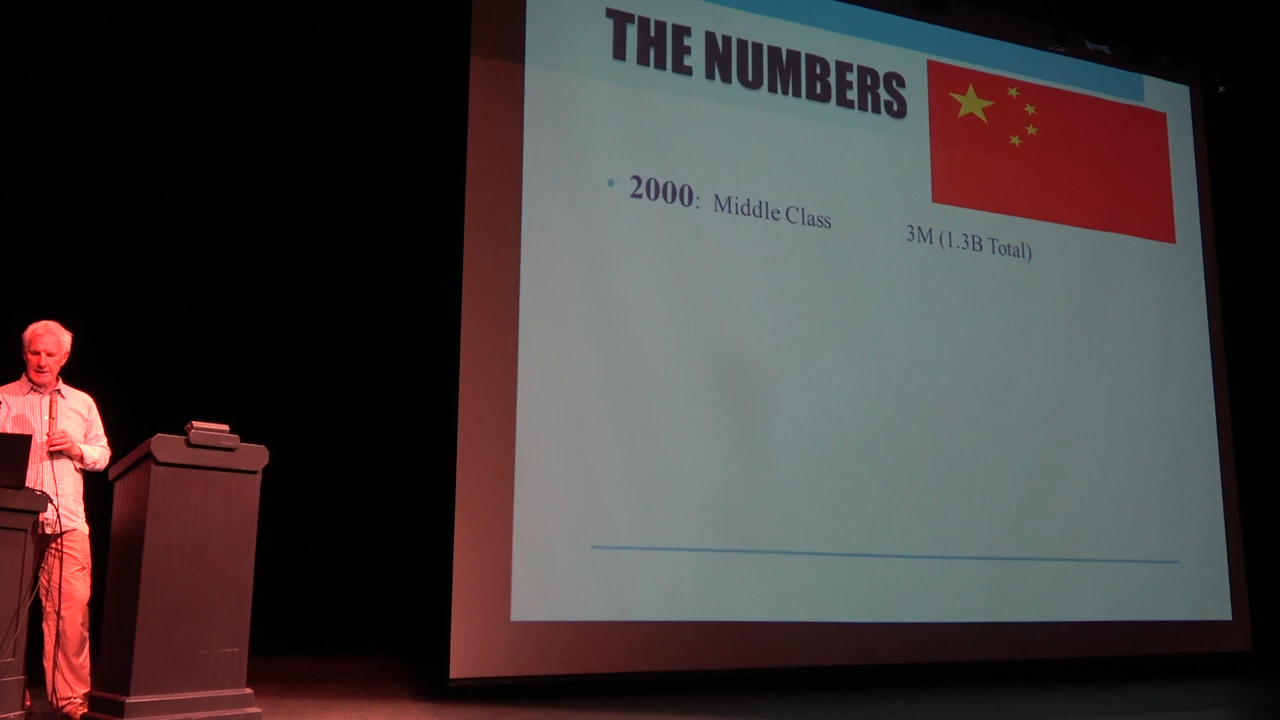 THE NUMBERS
• 2000: Middle Class 3M (1.3B Total)